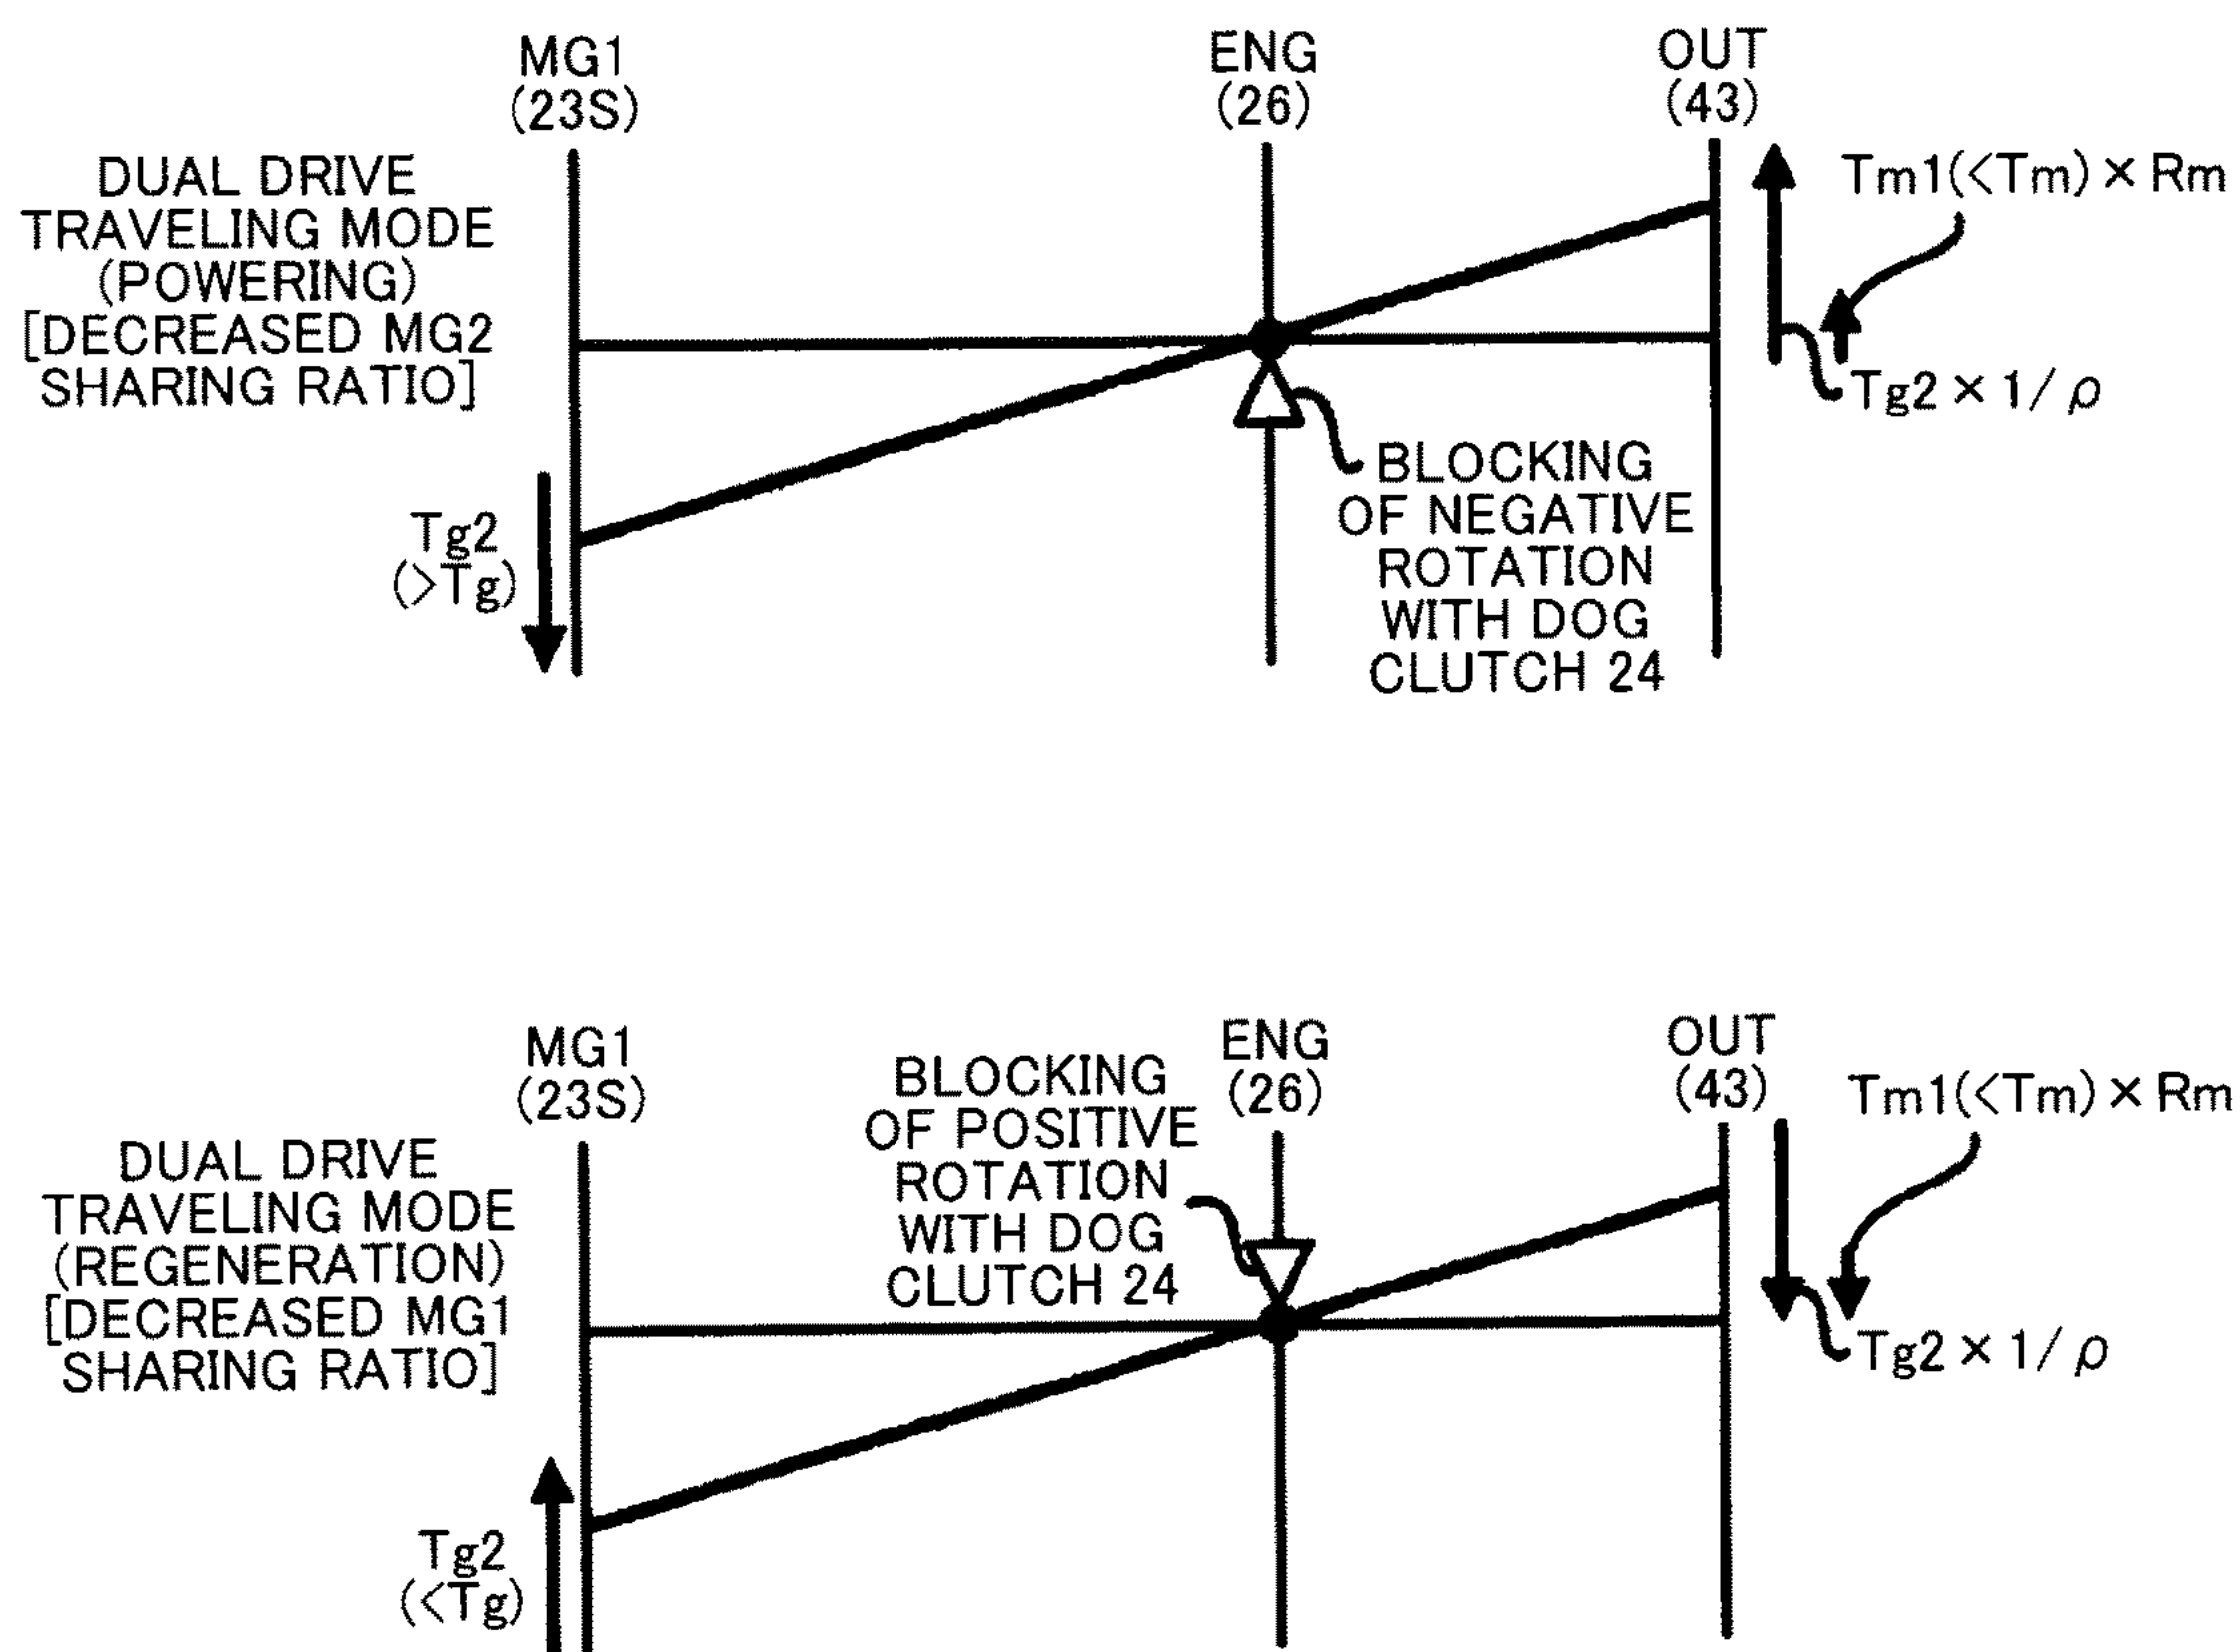 MG1
(23S)
ENG
(26)
OUT
(43)
DUAL DRIVE
TRAVELING MODE
(POWERING)
[DECREASED MG2
SHARING RATIO]
Tm1(<Tm) × Rm
Tg2 × 1/ρ
Tg2
(>Tg)
BLOCKING
OF NEGATIVE
ROTATION
WITH DOG
CLUTCH 24
MG1
(23S)
BLOCKING
OF POSITIVE
ROTATION
WITH DOG
CLUTCH 24
ENG
(26)
OUT
(43)
Tm1(<Tm) × Rm
DUAL DRIVE
TRAVELING MODE
(REGENERATION)
[DECREASED MG1
SHARING RATIO]
Tg2 × 1/ρ
Tg2
(<Tg)